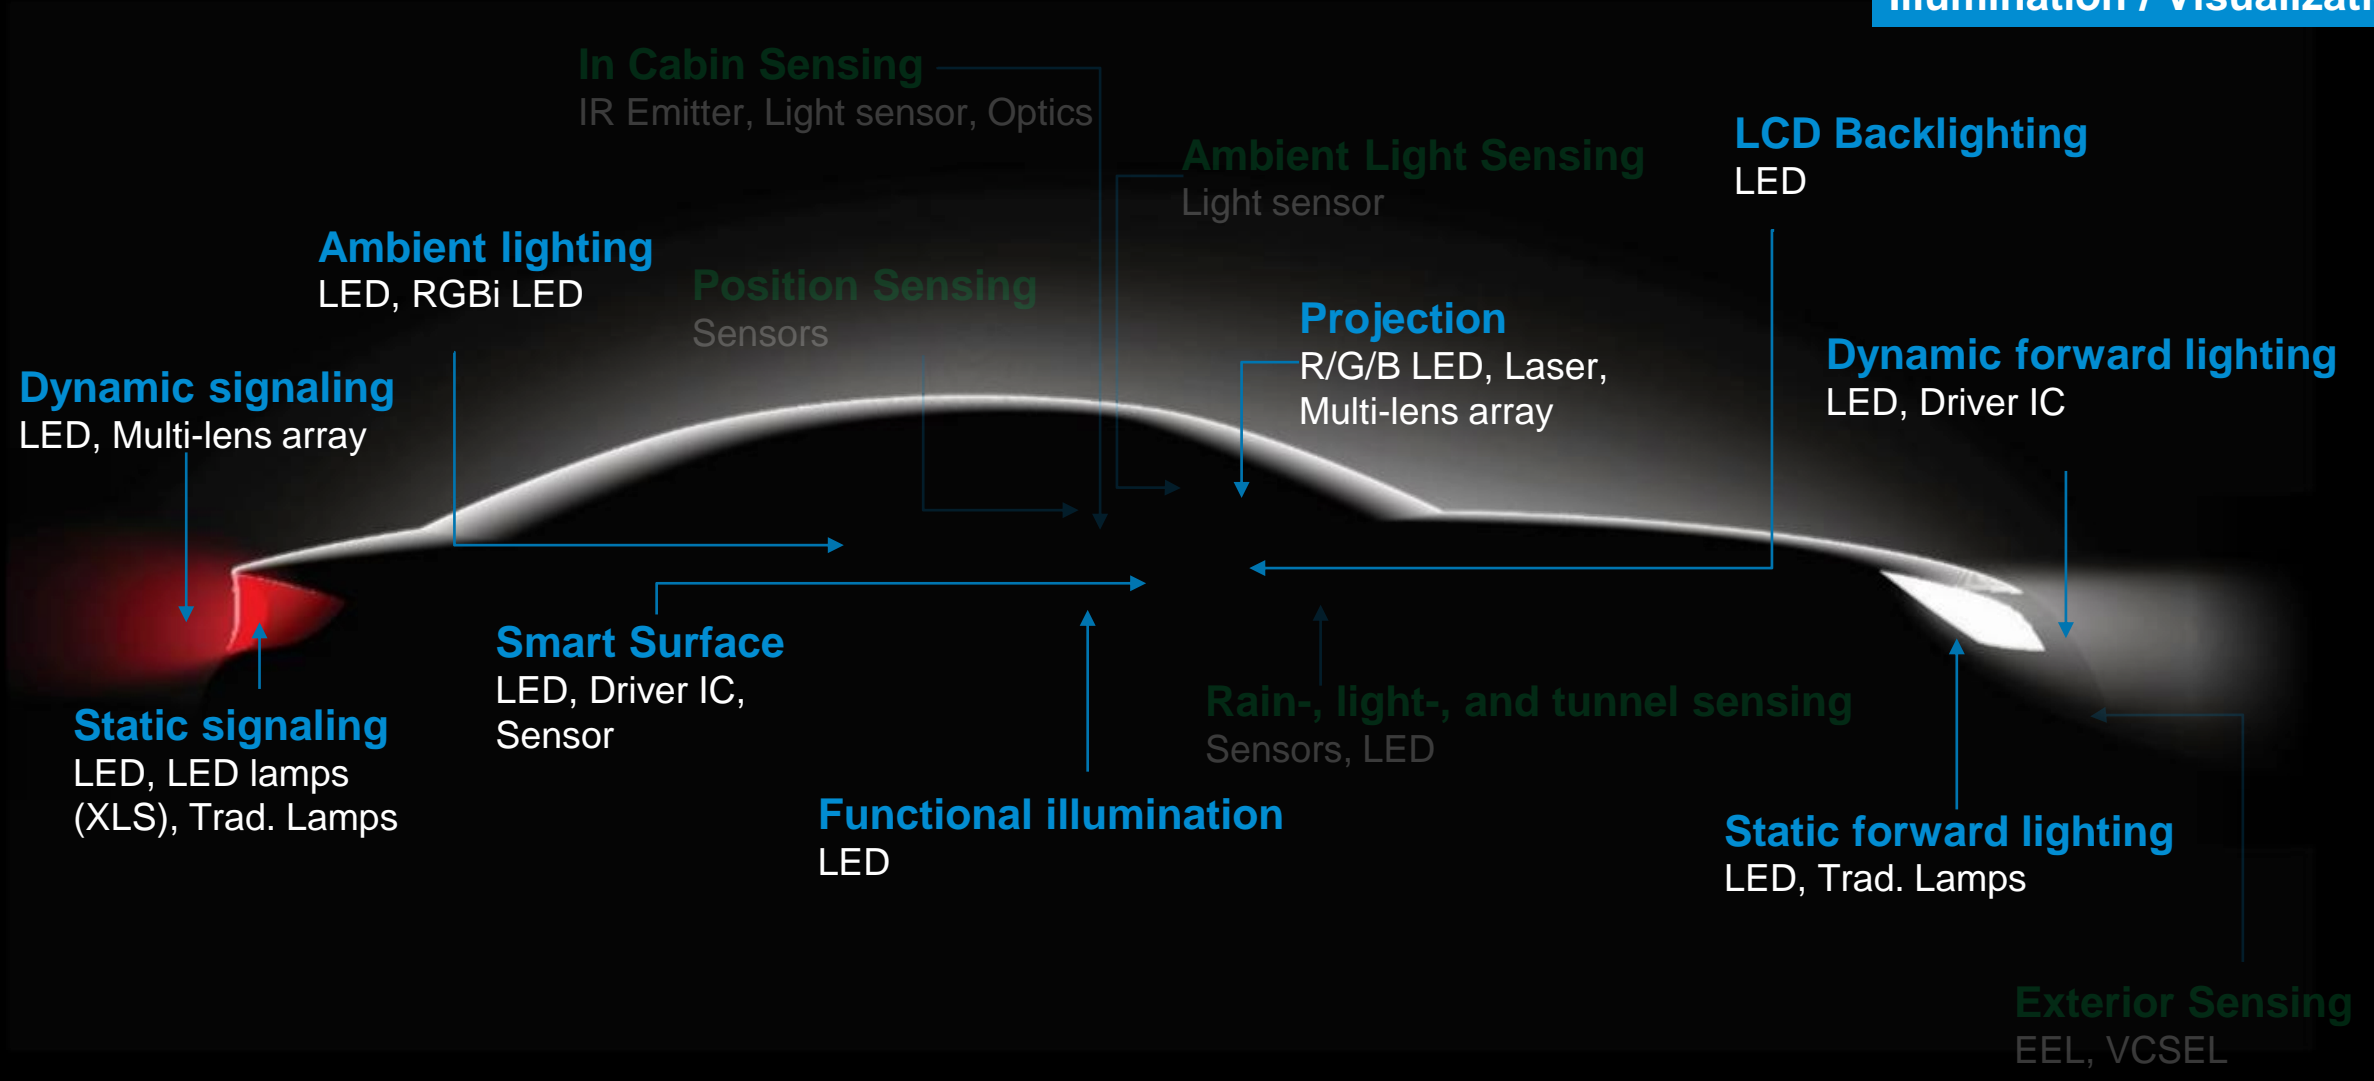 Illumination / Visualizati
In Cabin Sensing
IR Emitter, Light sensor, Optics
LCD Backlighting
LED
Ambient Light Sensing
Light sensor
Ambient lighting
LED, RGBi LED
Position Sensing
Sensors
Projection
R/G/B LED, Laser,
Multi-lens array
Dynamic forward lighting
LED, Driver IC
Dynamic signaling
LED, Multi-lens array
Smart Surface
LED, Driver IC,
Sensor
Rain-, light-, and tunnel sensing
Sensors, LED
Static signaling
LED, LED lamps
(XLS), Trad. Lamps
Functional illumination
LED
Static forward lighting
LED, Trad. Lamps
Exterior Sensing
EEL, VCSEL